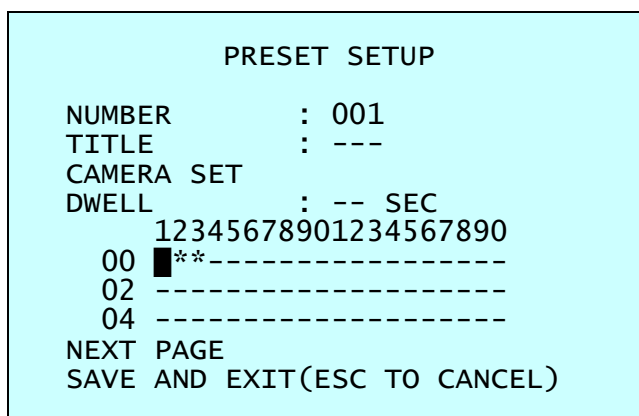 PRESET SETUP
NUMBER : 001
TITLE : ---
CAMERA SET
DWELL : -- SEC
12345678901234567890
00 █**-----------------
02 --------------------
04 --------------------
NEXT PAGE
SAVE AND EXIT(ESC TO CANCEL)